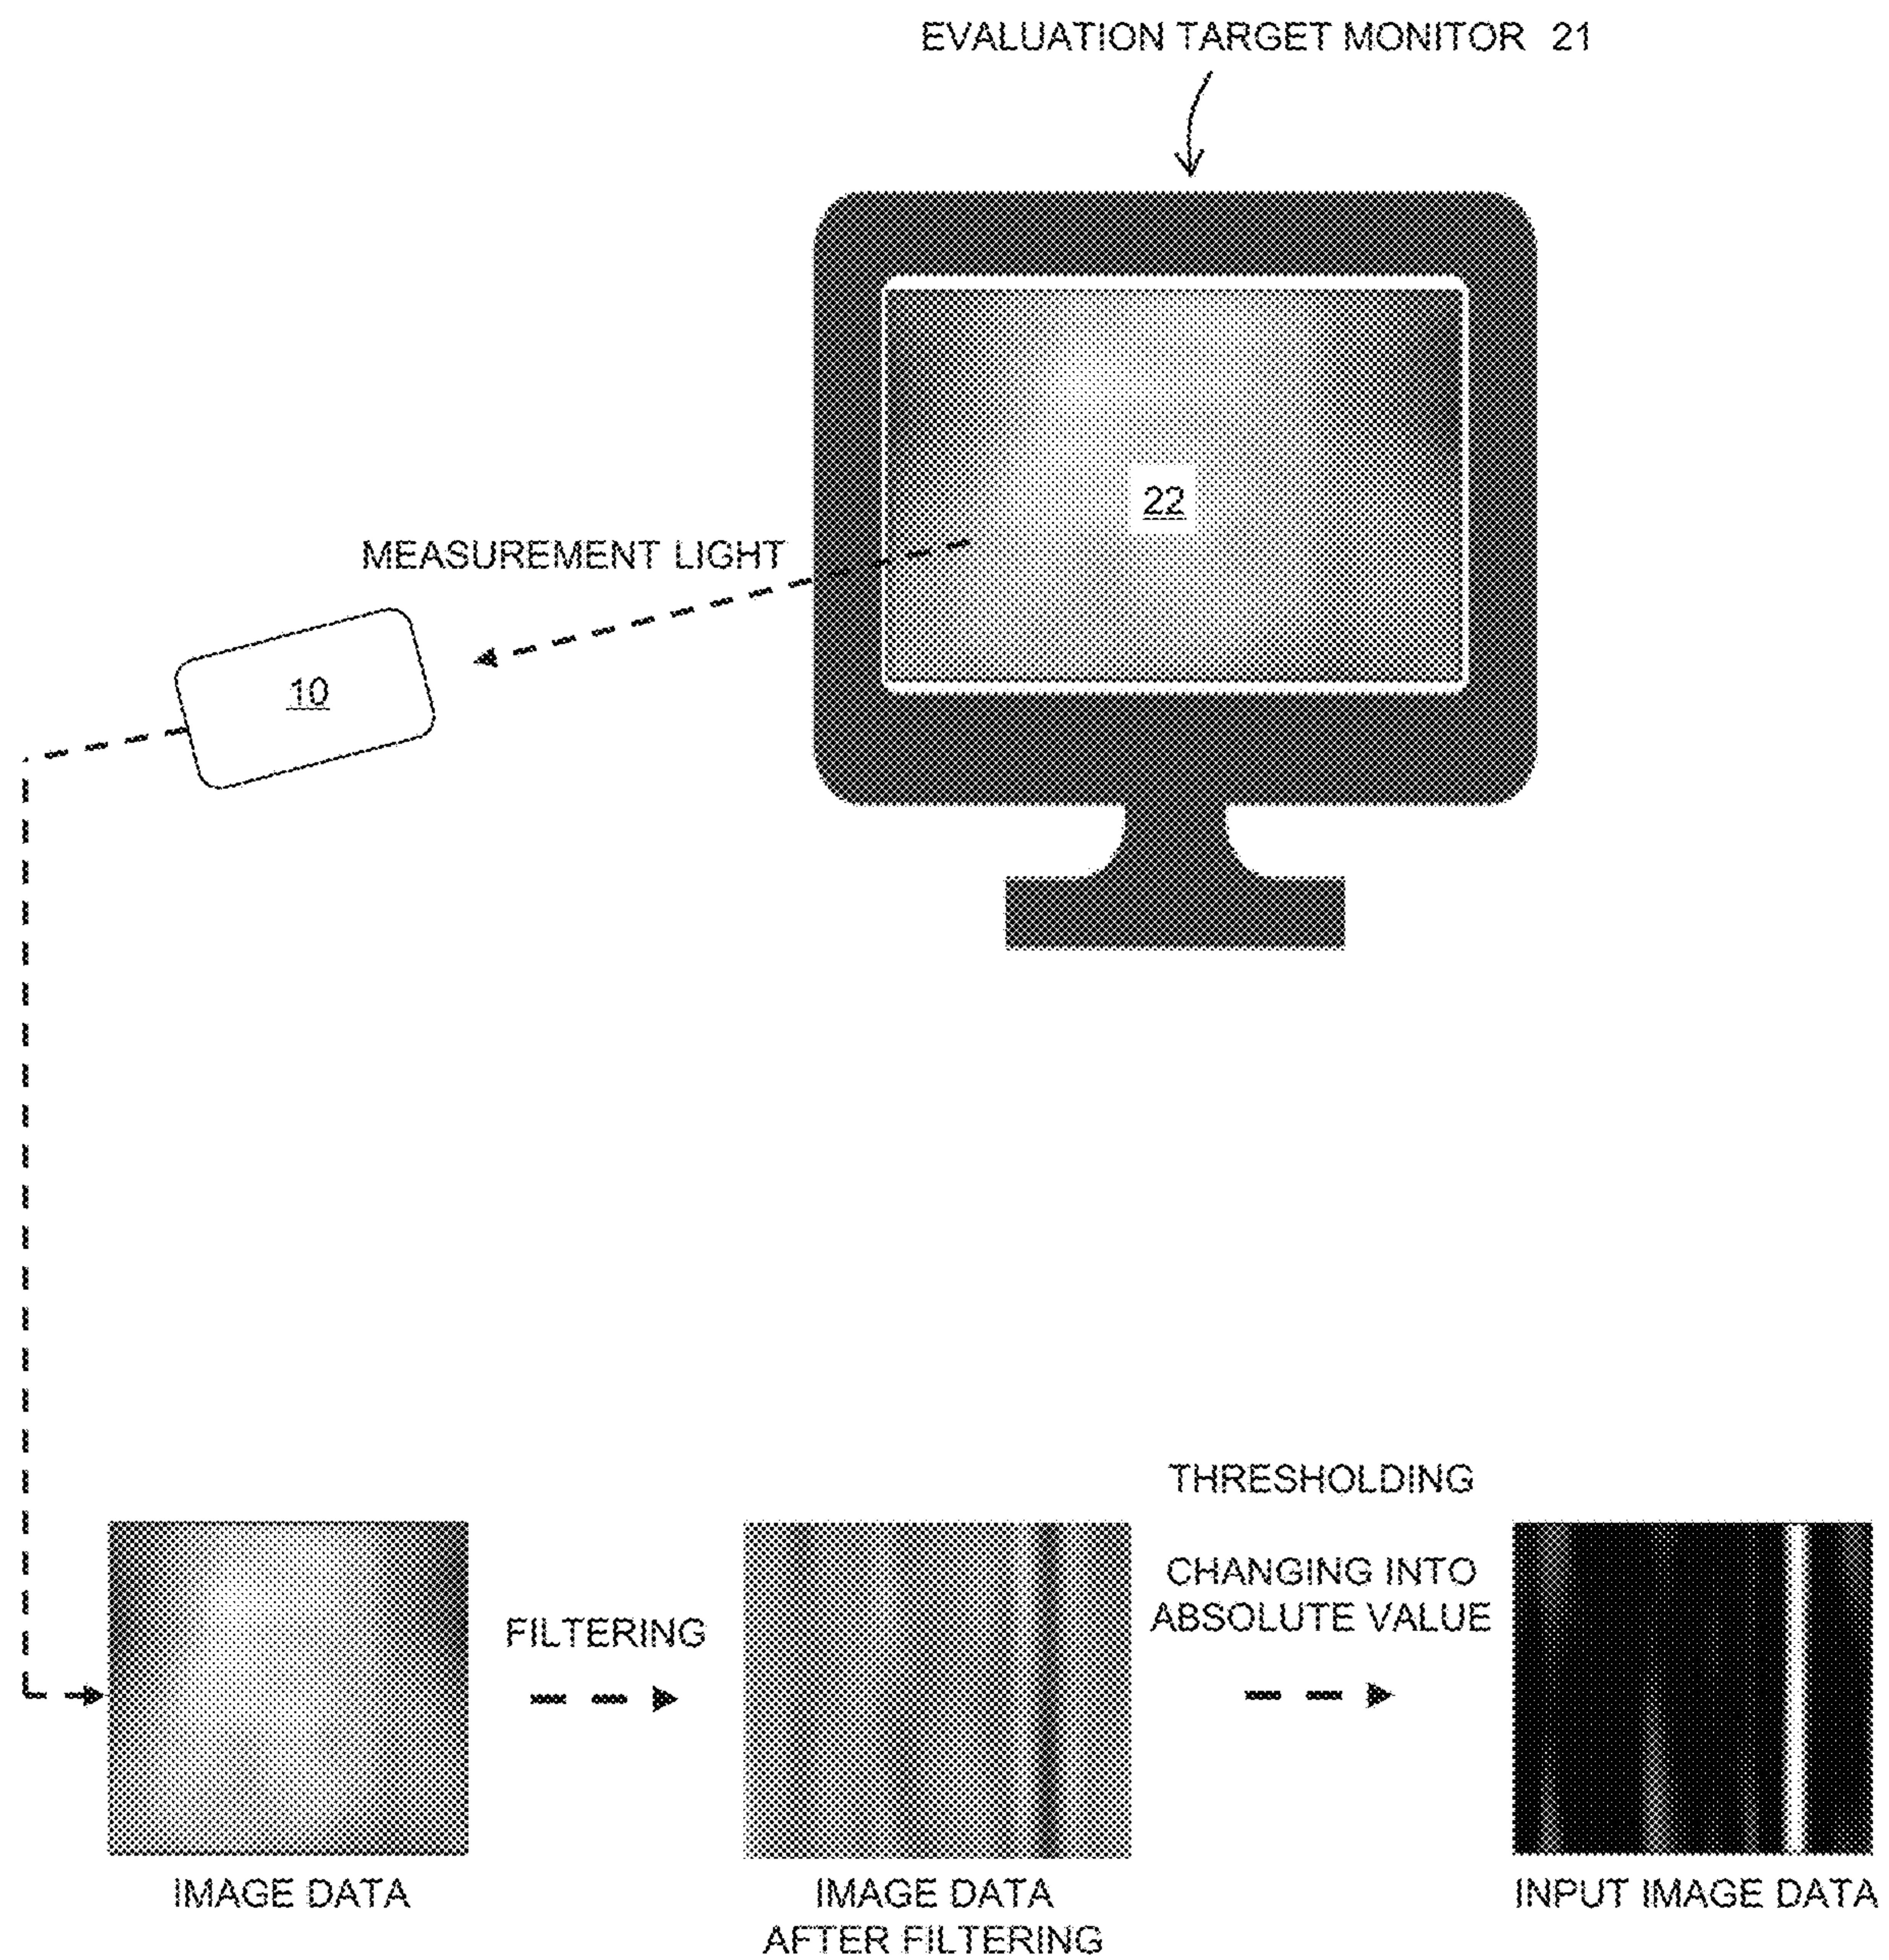 EVALUATION TARGET MONITOR 21
22
MEASUREMENT LIGHT
10
THRESHOLDING
CHANGING INTO
ABSOLUTE VALUE
FILTERING
IMAGE DATA
IMAGE DATA
AFTER FILTERING
INPUT IMAGE DATA